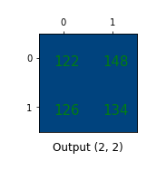 0 1
0 122 148
1 126 134
Output (2, 2)